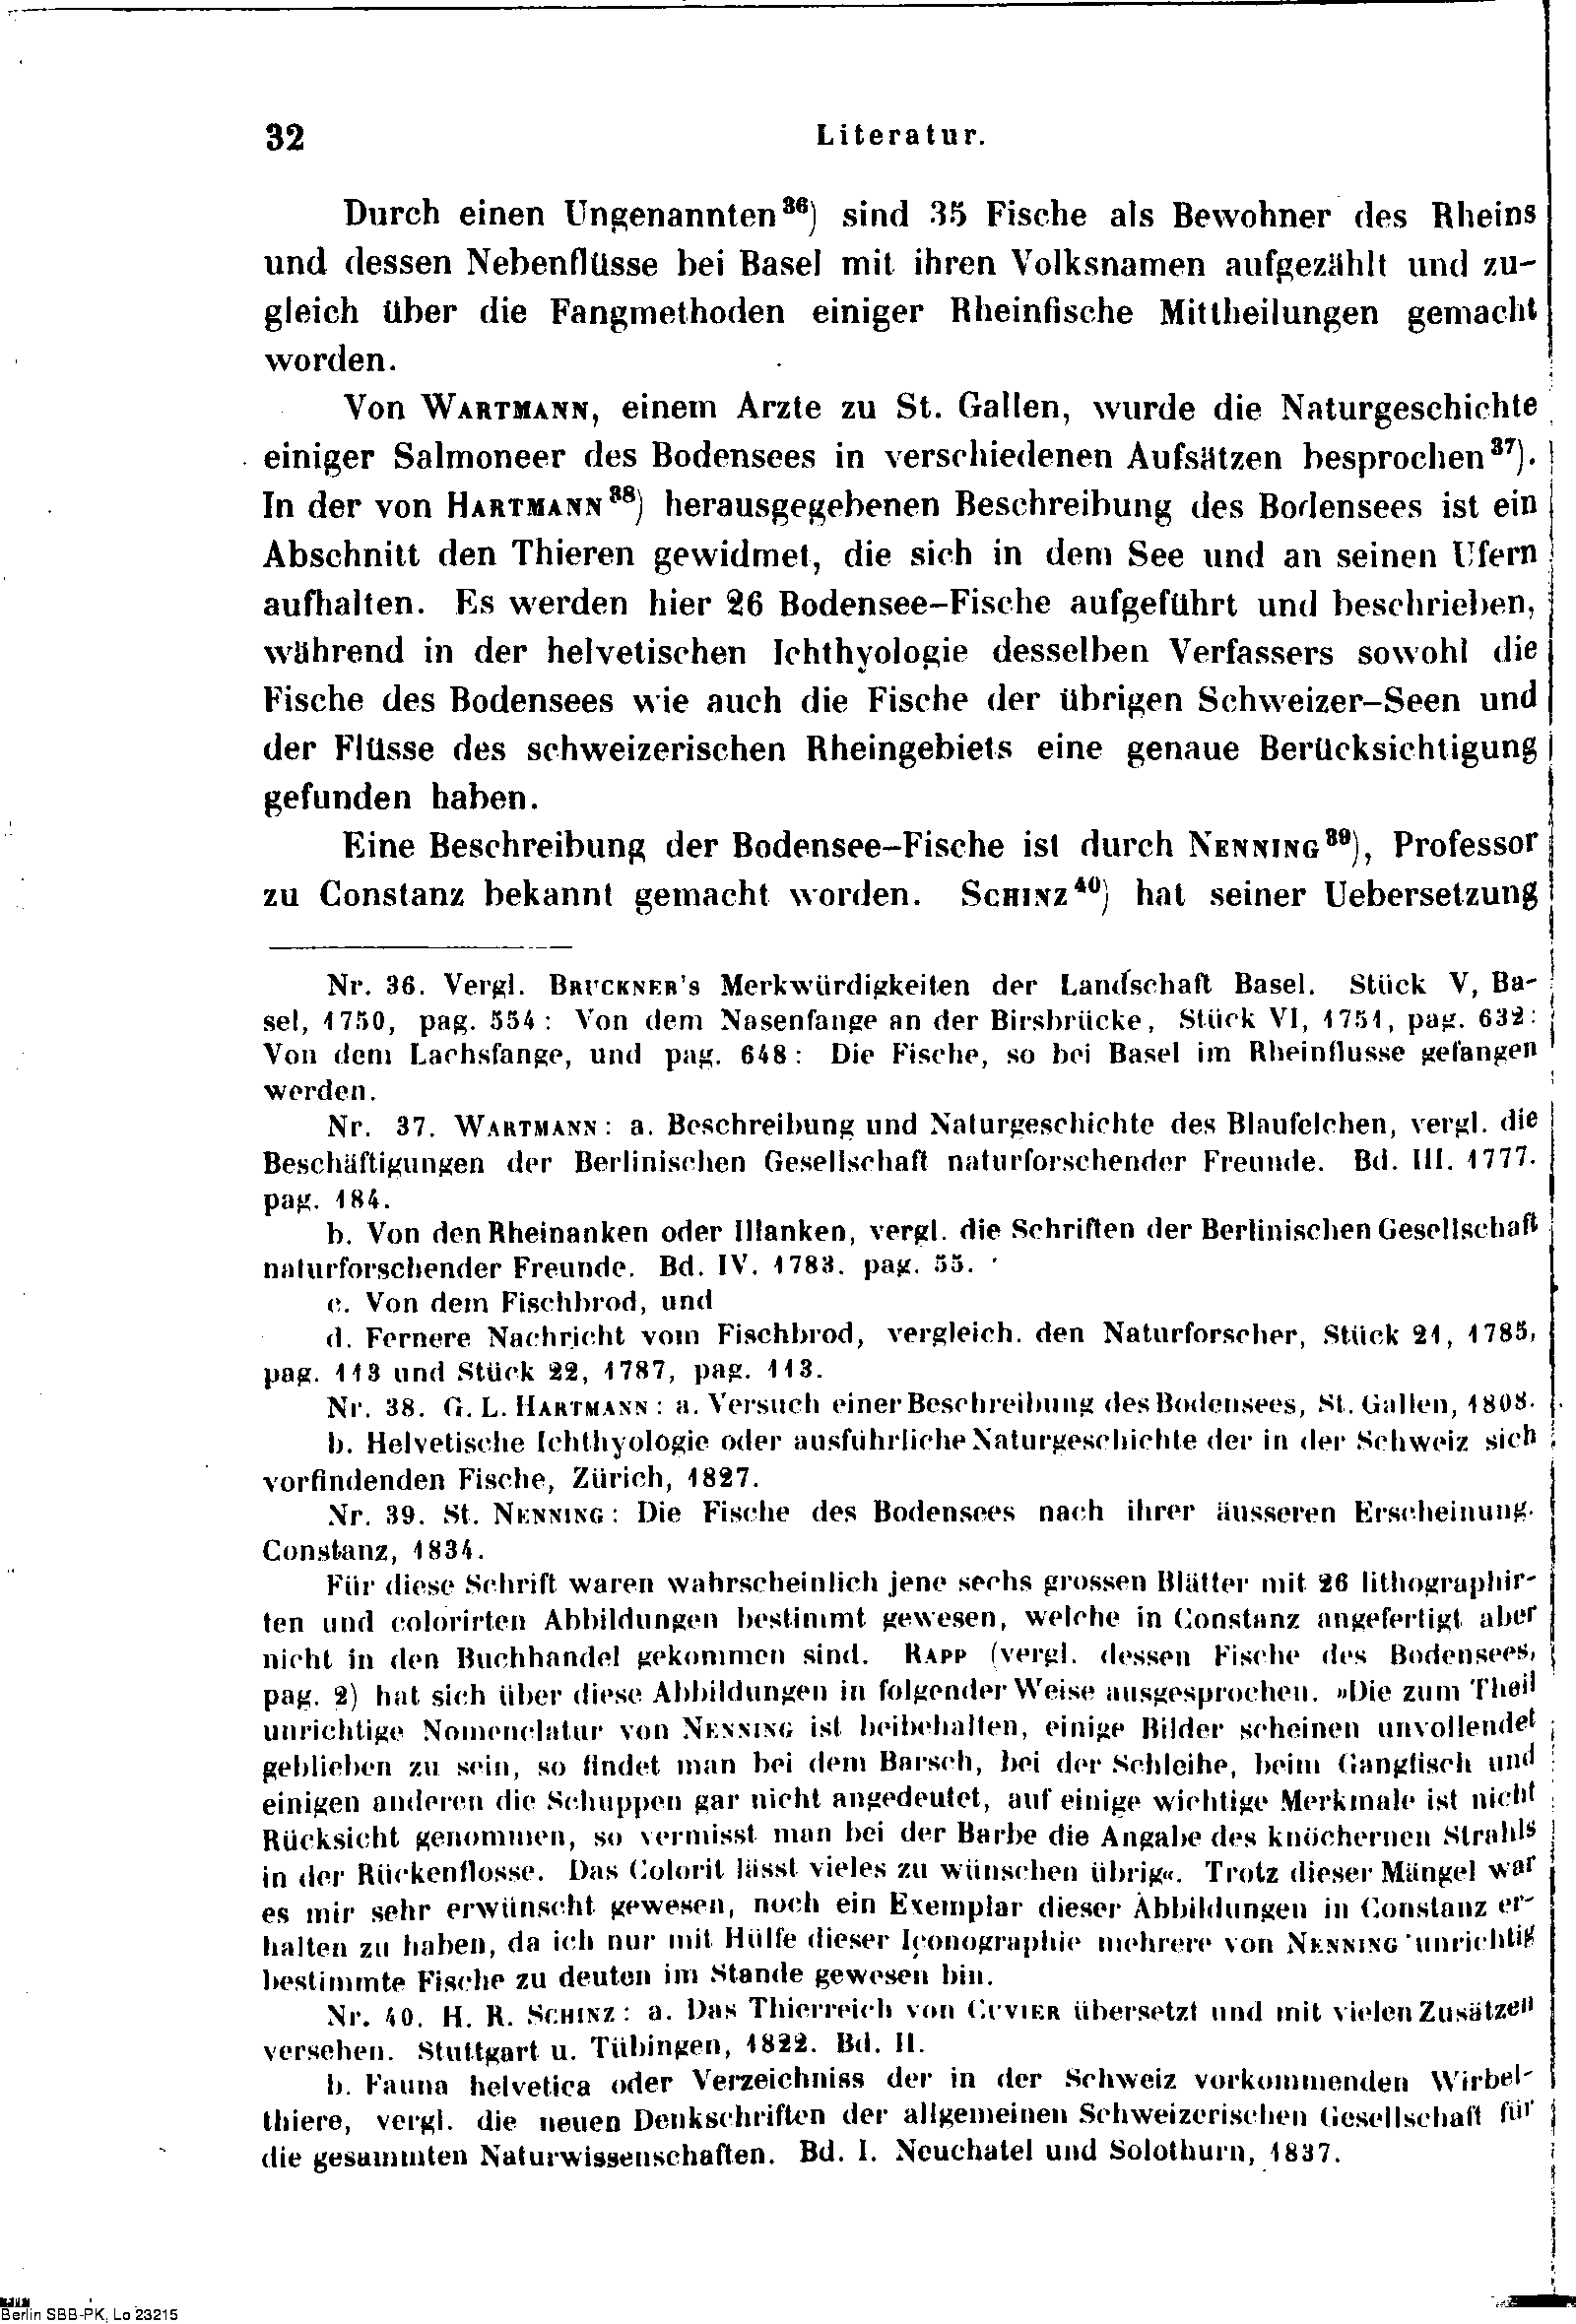 32 Literatur.
Durch einen Ungenannten³⁶) sind 35 Fische als Bewohner des Rheins
und dessen Nebenflüsse bei Basel mit ihren Volksnamen aufgezählt und zu-
gleich über die Fangmethoden einiger Rheinfische Mittheilungen gemacht
worden.
Von WARTMANN, einem Arzte zu St. Gallen, wurde die Naturgeschichte
einiger Salmoneer des Bodensees in verschiedenen Aufsätzen besprochen³⁷).
In der von HARTMANN³⁸) herausgegebenen Beschreibung des Bodensees ist ein
Abschnitt den Thieren gewidmet, die sich in dem See und an seinen Ufern
aufhalten. Es werden hier 26 Bodensee-Fische aufgeführt und beschrieben,
während in der helvetischen Ichthyologie desselben Verfassers sowohl die
Fische des Bodensees wie auch die Fische der übrigen Schweizer-Seen und
der Flüsse des schweizerischen Rheingebiets eine genaue Berücksichtigung
gefunden haben.
Eine Beschreibung der Bodensee-Fische ist durch NENNING³⁹), Professor
zu Constanz bekannt gemacht worden. SCHINZ⁴⁰) hat seiner Uebersetzung
Nr. 36. Vergl. BRUCKNER's Merkwürdigkeiten der Landschaft Basel. Stück V, Ba-
sel, 1750, pag. 554: Von dem Nasenfange an der Birsbrücke, Stück VI, 1751, pag. 632:
Von dem Lachsfange, und pag. 648: Die Fische, so bei Basel im Rheinflusse gefangen
werden.
Nr. 37. WARTMANN: a. Beschreibung und Naturgeschichte des Blaufelchen, vergl. die
Beschäftigungen der Berlinischen Gesellschaft naturforschender Freunde. Bd. III. 1777.
pag. 184.
b. Von den Rheinanken oder Illanken, vergl. die Schriften der Berlinischen Gesellschaft
naturforschender Freunde. Bd. IV. 1783. pag. 55.
c. Von dem Fischbrod, und
d. Fernere Nachricht vom Fischbrod, vergleich. den Naturforscher, Stück 21, 1785,
pag. 113 und Stück 22, 1787, pag. 113.
Nr. 38. G. L. HARTMANN: a. Versuch einer Beschreibung des Bodensees, St. Gallen, 1808.
b. Helvetische Ichthyologie oder ausführliche Naturgeschichte der in der Schweiz sich
vorfindenden Fische, Zürich, 1827.
Nr. 39. St. NENNING: Die Fische des Bodensees nach ihrer äusseren Erscheinung.
Constanz, 1834.
Für diese Schrift waren wahrscheinlich jene sechs grossen Blätter mit 26 lithographir-
ten und colorirten Abbildungen bestimmt gewesen, welche in Constanz angefertigt aber
nicht in den Buchhandel gekommen sind. RAPP (vergl. dessen Fische des Bodensees,
pag. 2) hat sich über diese Abbildungen in folgender Weise ausgesprochen. »Die zum Theil
unrichtige Nomenclatur von NENNING ist beibehalten, einige Bilder scheinen unvollendet
geblieben zu sein, so findet man bei dem Barsch, bei der Schleihe, beim Gangfisch und
einigen anderen die Schuppen gar nicht angedeutet, auf einige wichtige Merkmale ist nicht
Rücksicht genommen, so vermisst man bei der Barbe die Angabe des knöchernen Strahls
in der Rückenflosse. Das Colorit lässt vieles zu wünschen übrig«. Trotz dieser Mängel war
es mir sehr erwünscht gewesen, noch ein Exemplar dieser Abbildungen in Constanz er-
halten zu haben, da ich nur mit Hülfe dieser Iconographie mehrere von NENNING unrichtig
bestimmte Fische zu deuten im Stande gewesen bin.
Nr. 40. H. R. SCHINZ: a. Das Thierreich von CUVIER übersetzt und mit vielen Zusätzen
versehen. Stuttgart u. Tübingen, 1822. Bd. II.
b. Fauna helvetica oder Verzeichniss der in der Schweiz vorkommenden Wirbel-
thiere, vergl. die neuen Denkschriften der allgemeinen Schweizerischen Gesellschaft für
die gesammten Naturwissenschaften. Bd. I. Neuchatel und Solothurn, 1837.
Berlin SBB-PK, Lo 23215